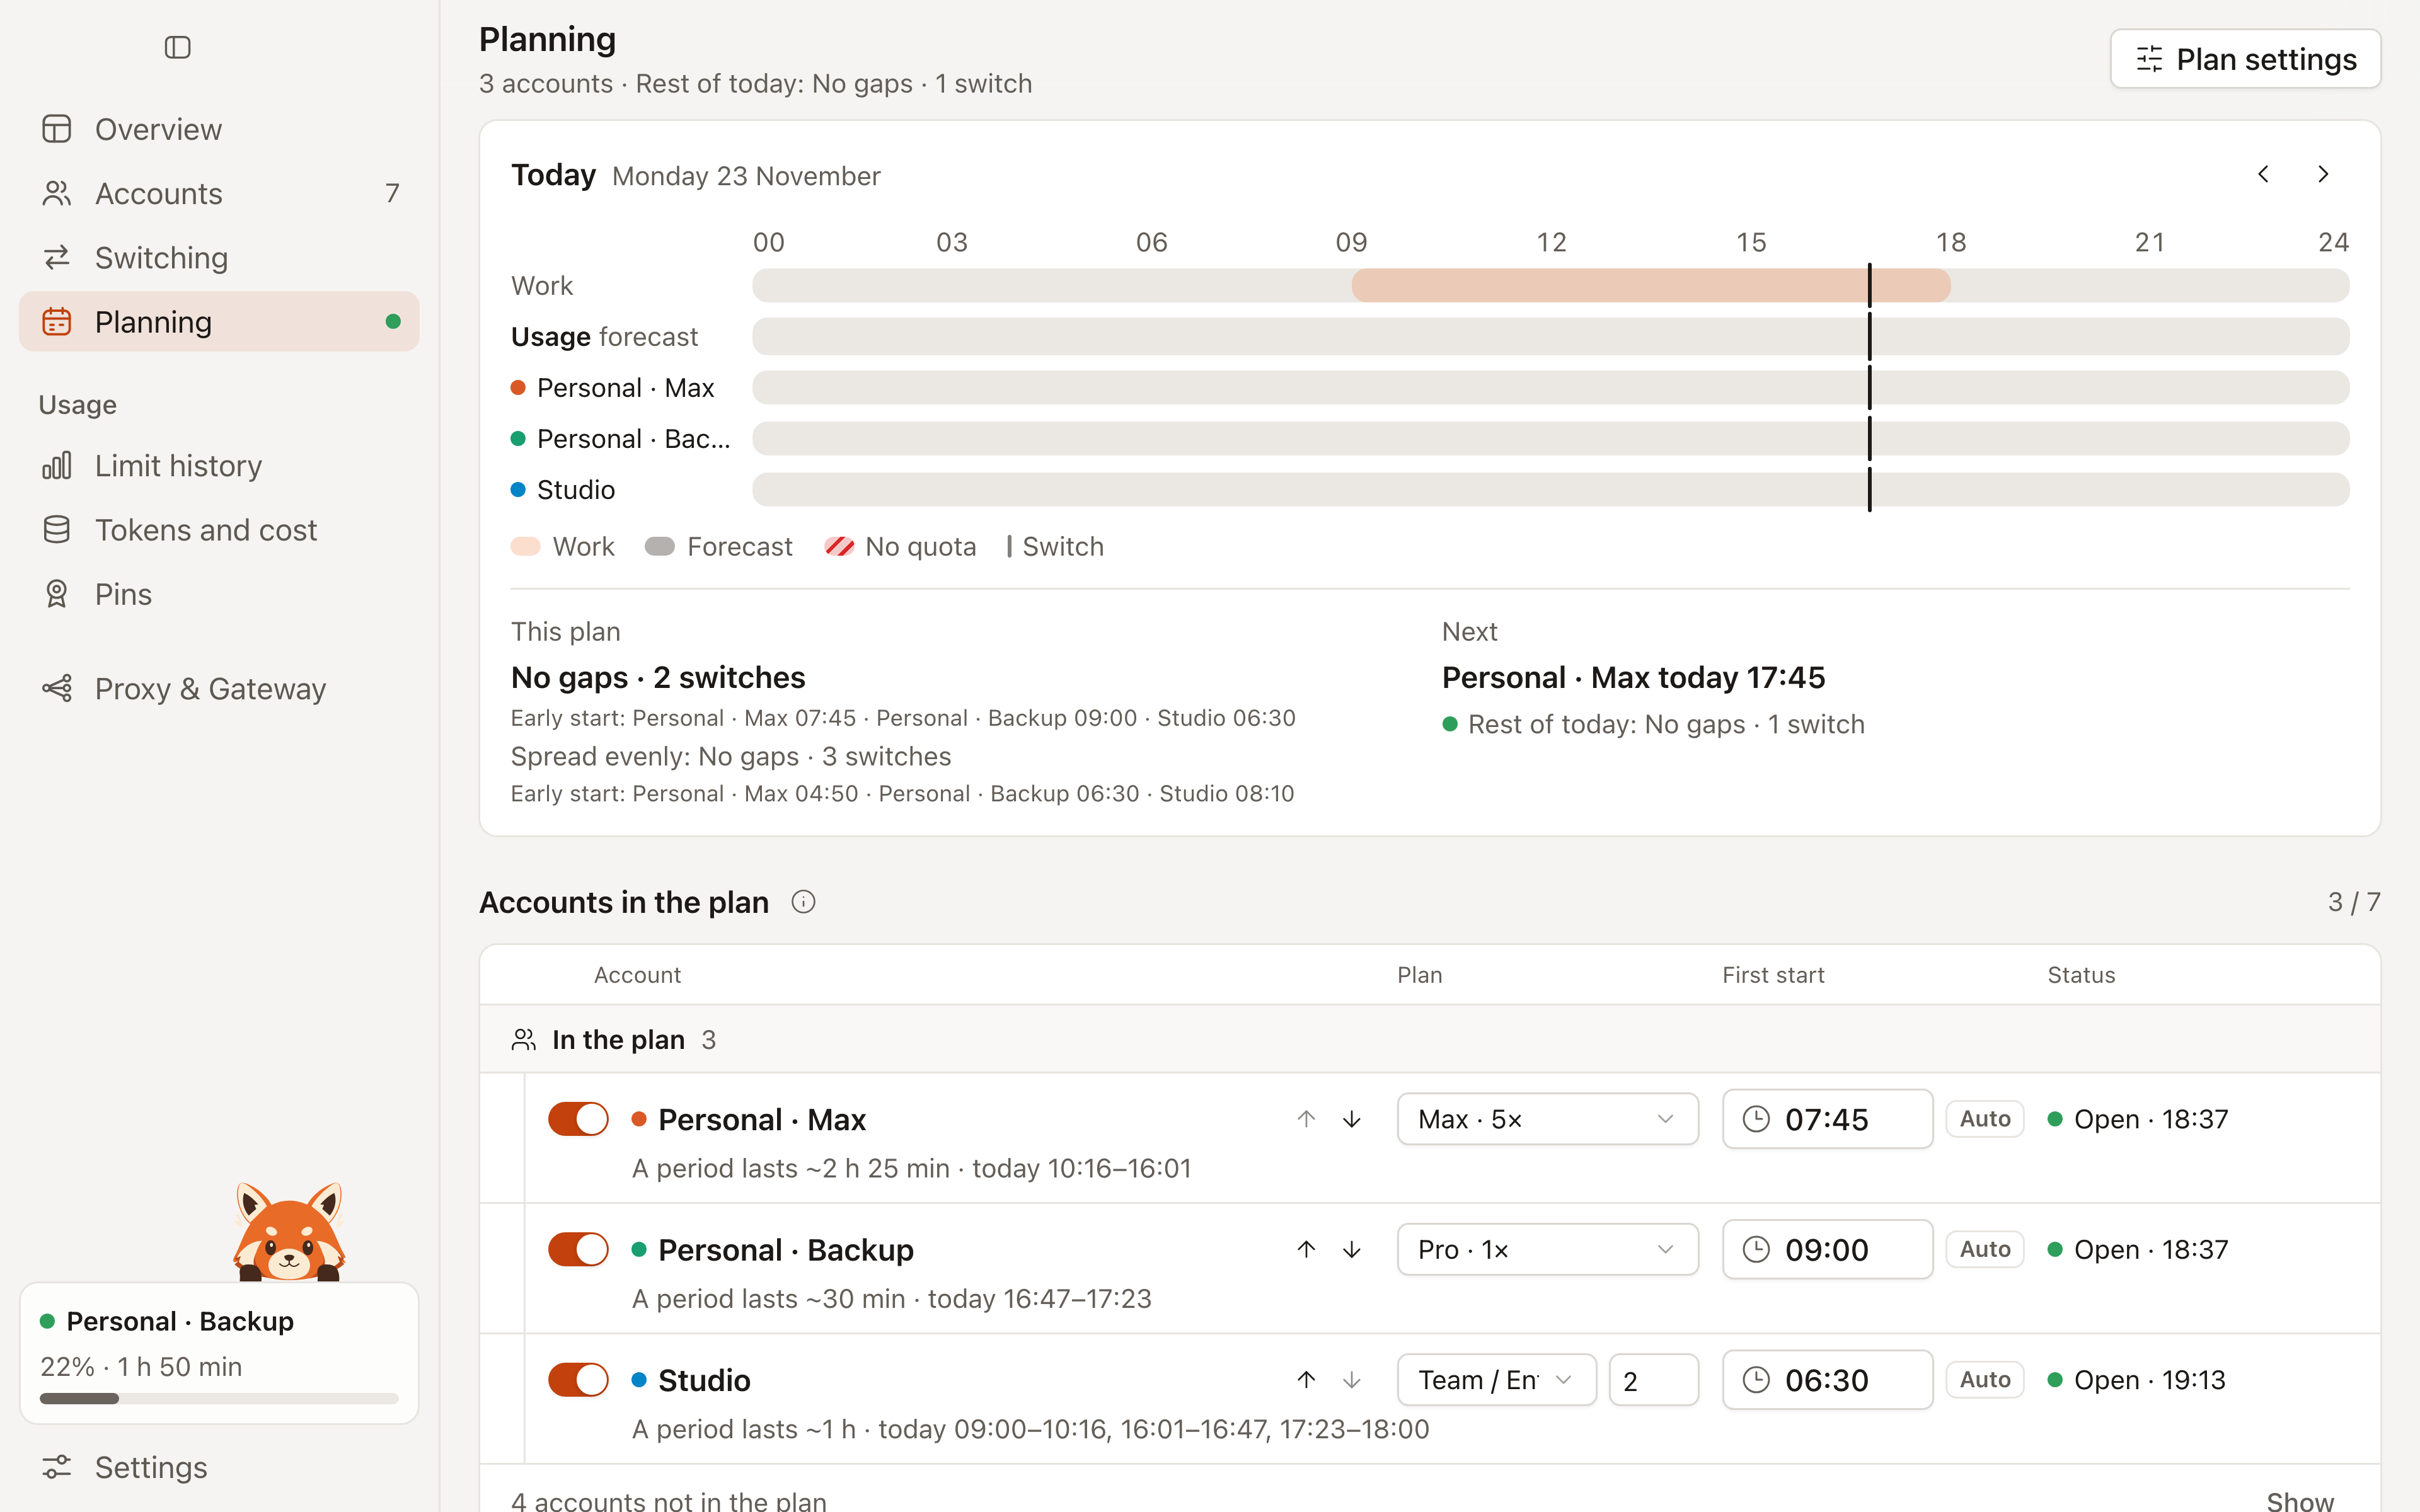 Planning
3 accounts · Rest of today: No gaps · 1 switch
Plan settings
Overview
Accounts 7
Switching
Planning
Usage
Limit history
Tokens and cost
Pins
Proxy & Gateway
Today Monday 23 November
00 03 06 09 12 15 18 21 24
Work
Usage forecast
Personal · Max
Personal · Bac...
Studio
Work Forecast No quota Switch
This plan
No gaps · 2 switches
Early start: Personal · Max 07:45 · Personal · Backup 09:00 · Studio 06:30
Spread evenly: No gaps · 3 switches
Early start: Personal · Max 04:50 · Personal · Backup 06:30 · Studio 08:10
Next
Personal · Max today 17:45
Rest of today: No gaps · 1 switch
Accounts in the plan 3 / 7
Account Plan First start Status
In the plan 3
Personal · Max Max · 5× 07:45 Auto Open · 18:37
A period lasts ~2 h 25 min · today 10:16–16:01
Personal · Backup Pro · 1× 09:00 Auto Open · 18:37
A period lasts ~30 min · today 16:47–17:23
Studio Team / En 2 06:30 Auto Open · 19:13
A period lasts ~1 h · today 09:00–10:16, 16:01–16:47, 17:23–18:00
4 accounts not in the plan Show
Personal · Backup
22% · 1 h 50 min
Settings